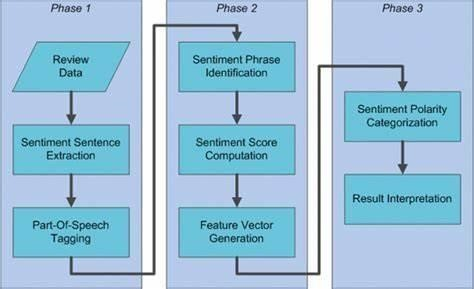 Phase 1
Review
Data
Sentiment Sentence
Extraction
Part-Of-Speech
Tagging
Phase 2
Sentiment Phrase
Identification
Sentiment Score
Computation
Feature Vector
Generation
Phase 3
Sentiment Polarity
Categorization
Result Interpretation